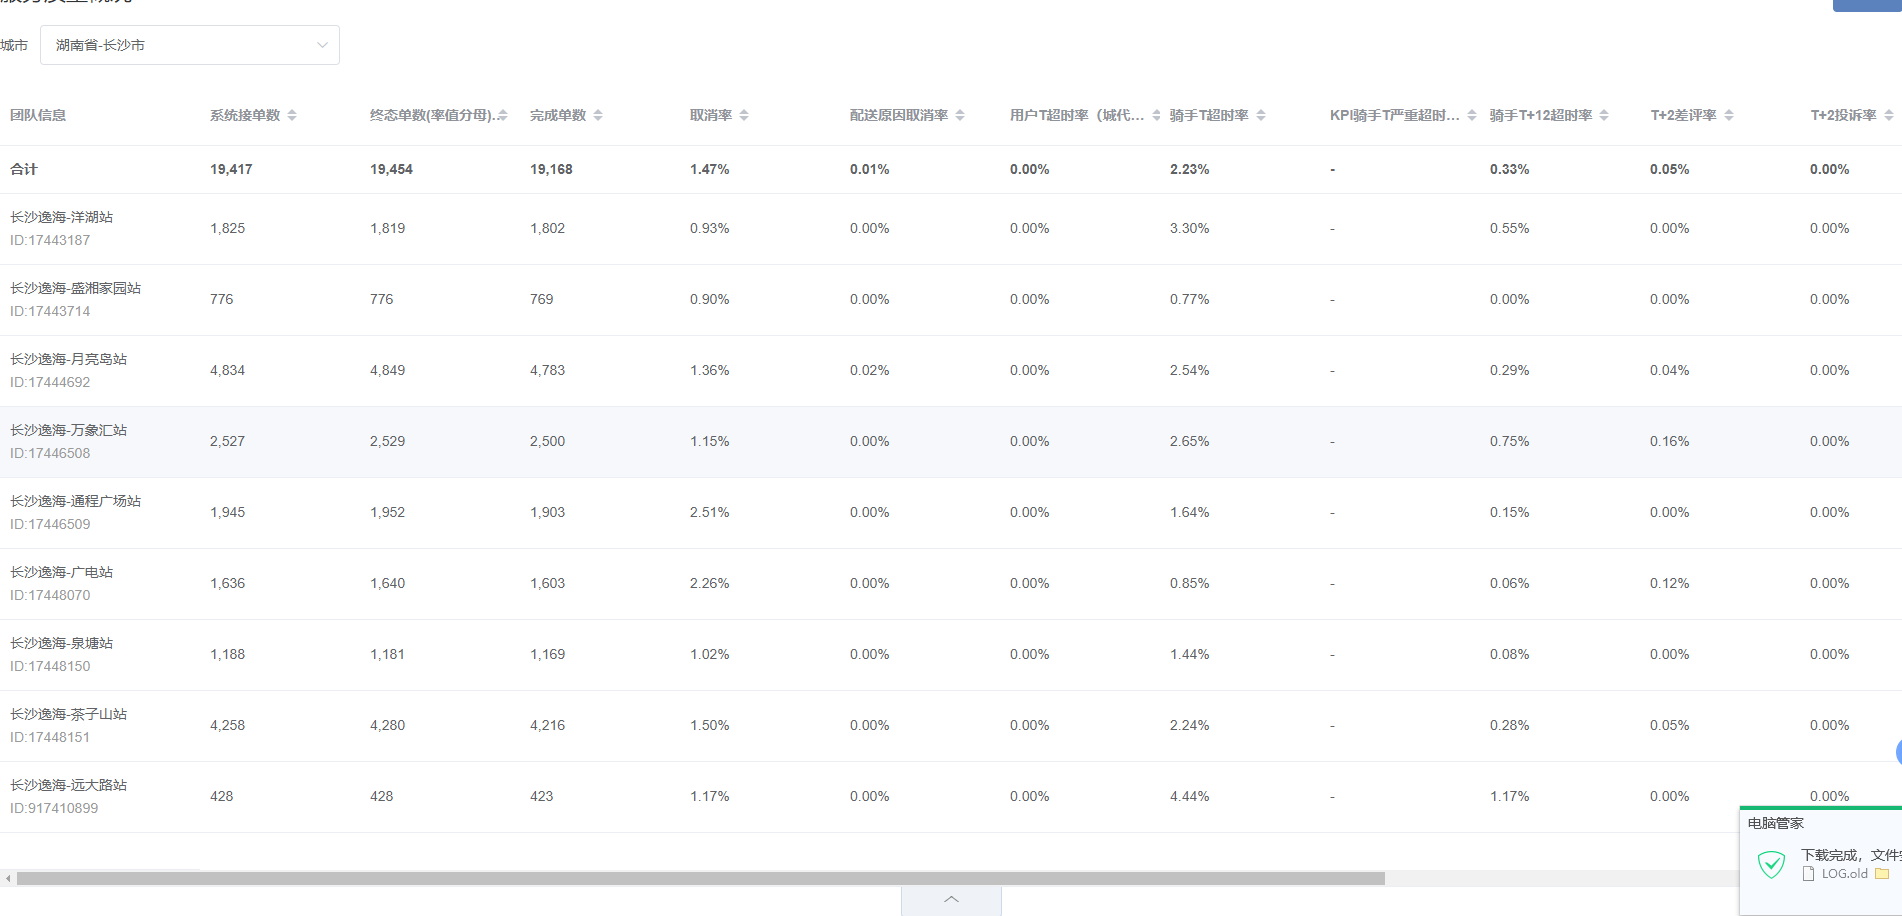 城市 湖南省-长沙市
团队信息 系统接单数 终态单数(率值分母)... 完成单数 取消率 配送原因取消率 用户T超时率（城代... 骑手T超时率 KPI骑手T严重超时... 骑手T+12超时率 T+2差评率 T+2投诉率
合计 19,417 19,454 19,168 1.47% 0.01% 0.00% 2.23% - 0.33% 0.05% 0.00%
长沙逸海-洋湖站
ID:17443187 1,825 1,819 1,802 0.93% 0.00% 0.00% 3.30% - 0.55% 0.00% 0.00%
长沙逸海-盛湘家园站
ID:17443714 776 776 769 0.90% 0.00% 0.00% 0.77% - 0.00% 0.00% 0.00%
长沙逸海-月亮岛站
ID:17444692 4,834 4,849 4,783 1.36% 0.02% 0.00% 2.54% - 0.29% 0.04% 0.00%
长沙逸海-万象汇站
ID:17446508 2,527 2,529 2,500 1.15% 0.00% 0.00% 2.65% - 0.75% 0.16% 0.00%
长沙逸海-通程广场站
ID:17446509 1,945 1,952 1,903 2.51% 0.00% 0.00% 1.64% - 0.15% 0.00% 0.00%
长沙逸海-广电站
ID:17448070 1,636 1,640 1,603 2.26% 0.00% 0.00% 0.85% - 0.06% 0.12% 0.00%
长沙逸海-泉塘站
ID:17448150 1,188 1,181 1,169 1.02% 0.00% 0.00% 1.44% - 0.08% 0.00% 0.00%
长沙逸海-茶子山站
ID:17448151 4,258 4,280 4,216 1.50% 0.00% 0.00% 2.24% - 0.28% 0.05% 0.00%
长沙逸海-远大路站
ID:917410899 428 428 423 1.17% 0.00% 0.00% 4.44% - 1.17% 0.00% 0.00%
电脑管家
下载完成，文件
LOG.old